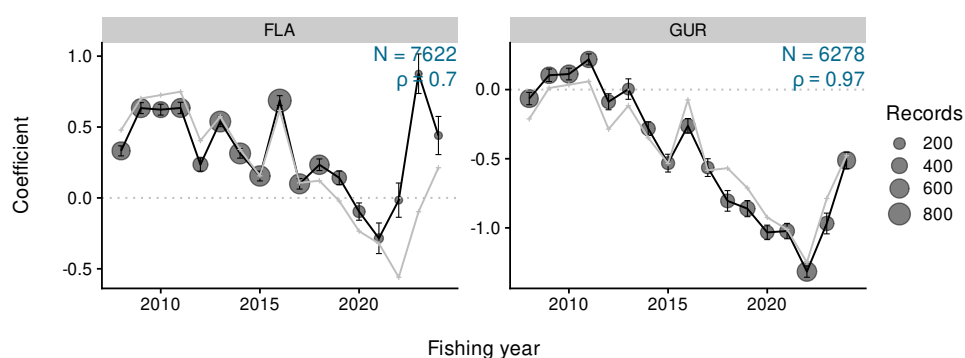 FLA
GUR
N = 7622
ρ = 0.7
N = 6278
ρ = 0.97
1.0
0.5
0.0
-0.5
0.0
-0.5
-1.0
Coefficient
2010 2015 2020
2010 2015 2020
Fishing year
Records
200
400
600
800